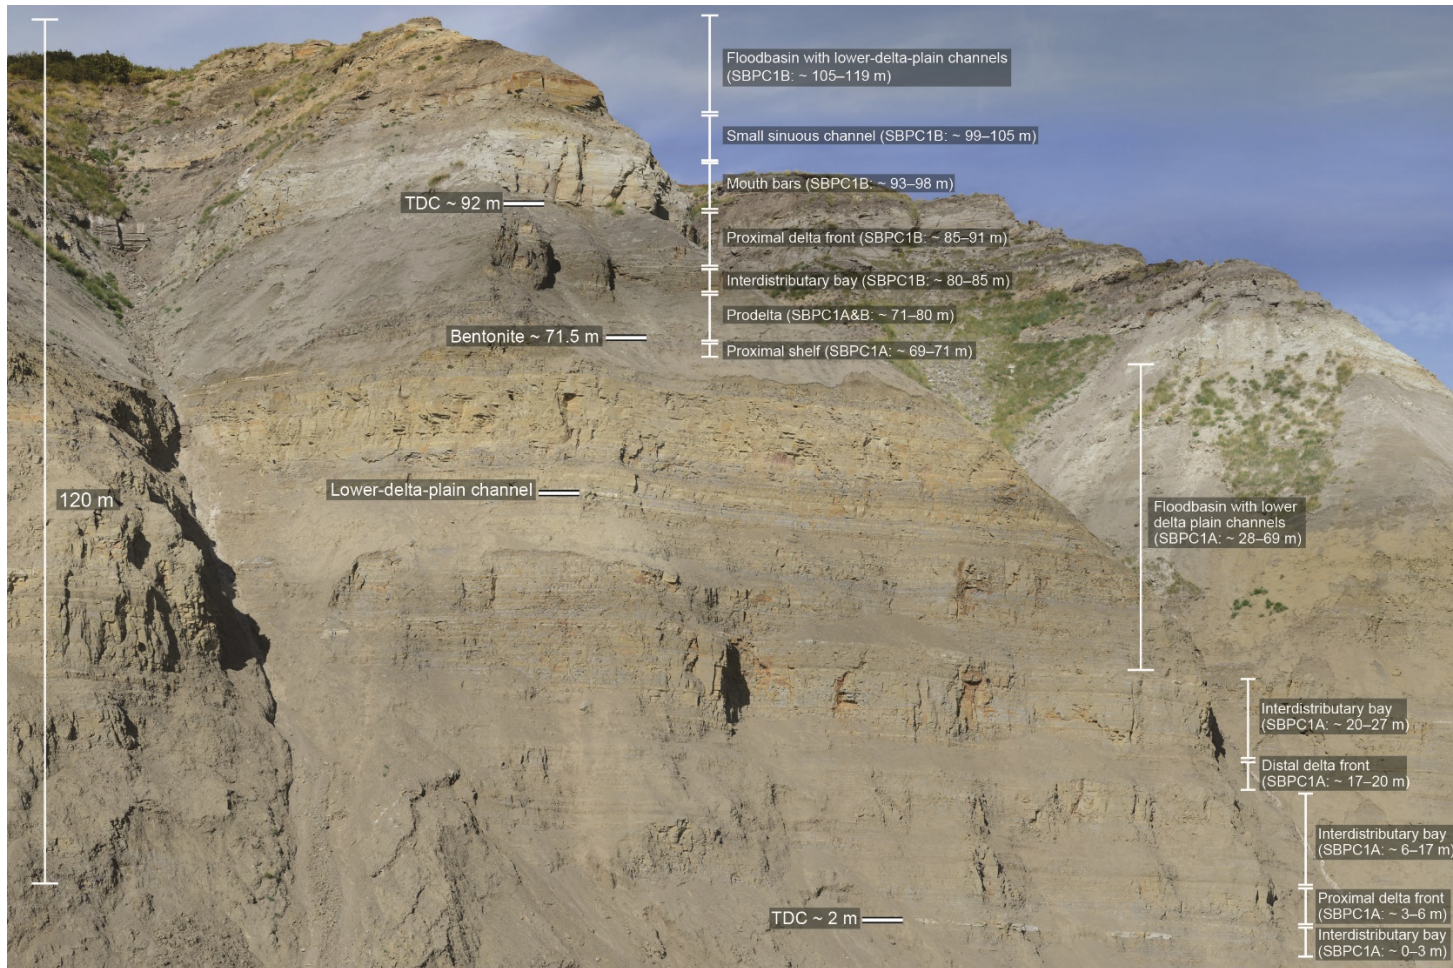 Floodbasin with lower-delta-plain channels
(SBPC1B: ~ 105–119 m)
Small sinuous channel (SBPC1B: ~ 99–105 m)
Mouth bars (SBPC1B: ~ 93–98 m)
TDC ~ 92 m
Proximal delta front (SBPC1B: ~ 85–91 m)
Interdistributary bay (SBPC1B: ~ 80–85 m)
Prodelta (SBPC1A&B: ~ 71–80 m)
Bentonite ~ 71.5 m
Proximal shelf (SBPC1A: ~ 69–71 m)
Lower-delta-plain channel
120 m
Floodbasin with lower
delta plain channels
(SBPC1A: ~ 28–69 m)
Interdistributary bay
(SBPC1A: ~ 20–27 m)
Distal delta front
(SBPC1A: ~ 17–20 m)
Interdistributary bay
(SBPC1A: ~ 6–17 m)
Proximal delta front
(SBPC1A: ~ 3–6 m)
TDC ~ 2 m
Interdistributary bay
(SBPC1A: ~ 0–3 m)